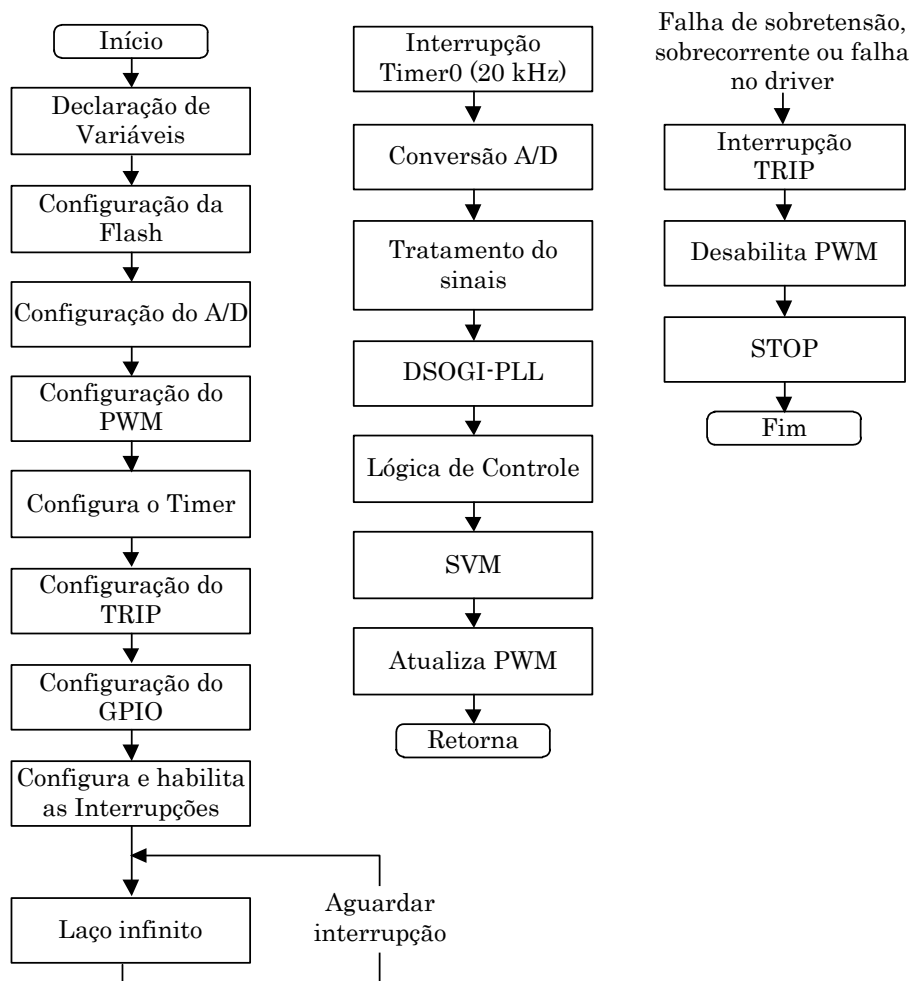 Início
Declaração de
Variáveis
Configuração da
Flash
Configuração do A/D
Configuração do
PWM
Configura o Timer
Configuração do
TRIP
Configuração do
GPIO
Configura e habilita
as Interrupções
Laço infinito
Aguardar
interrupção
Interrupção
Timer0 (20 kHz)
Conversão A/D
Tratamento do
sinais
DSOGI-PLL
Lógica de Controle
SVM
Atualiza PWM
Retorna
Falha de sobretensão,
sobrecorrente ou falha
no driver
Interrupção
TRIP
Desabilita PWM
STOP
Fim